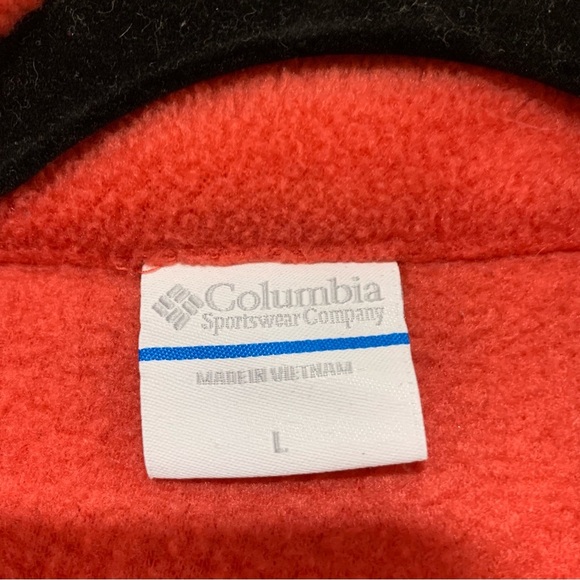 Columbia
Sportswear Company
MADE IN VIETNAM
L